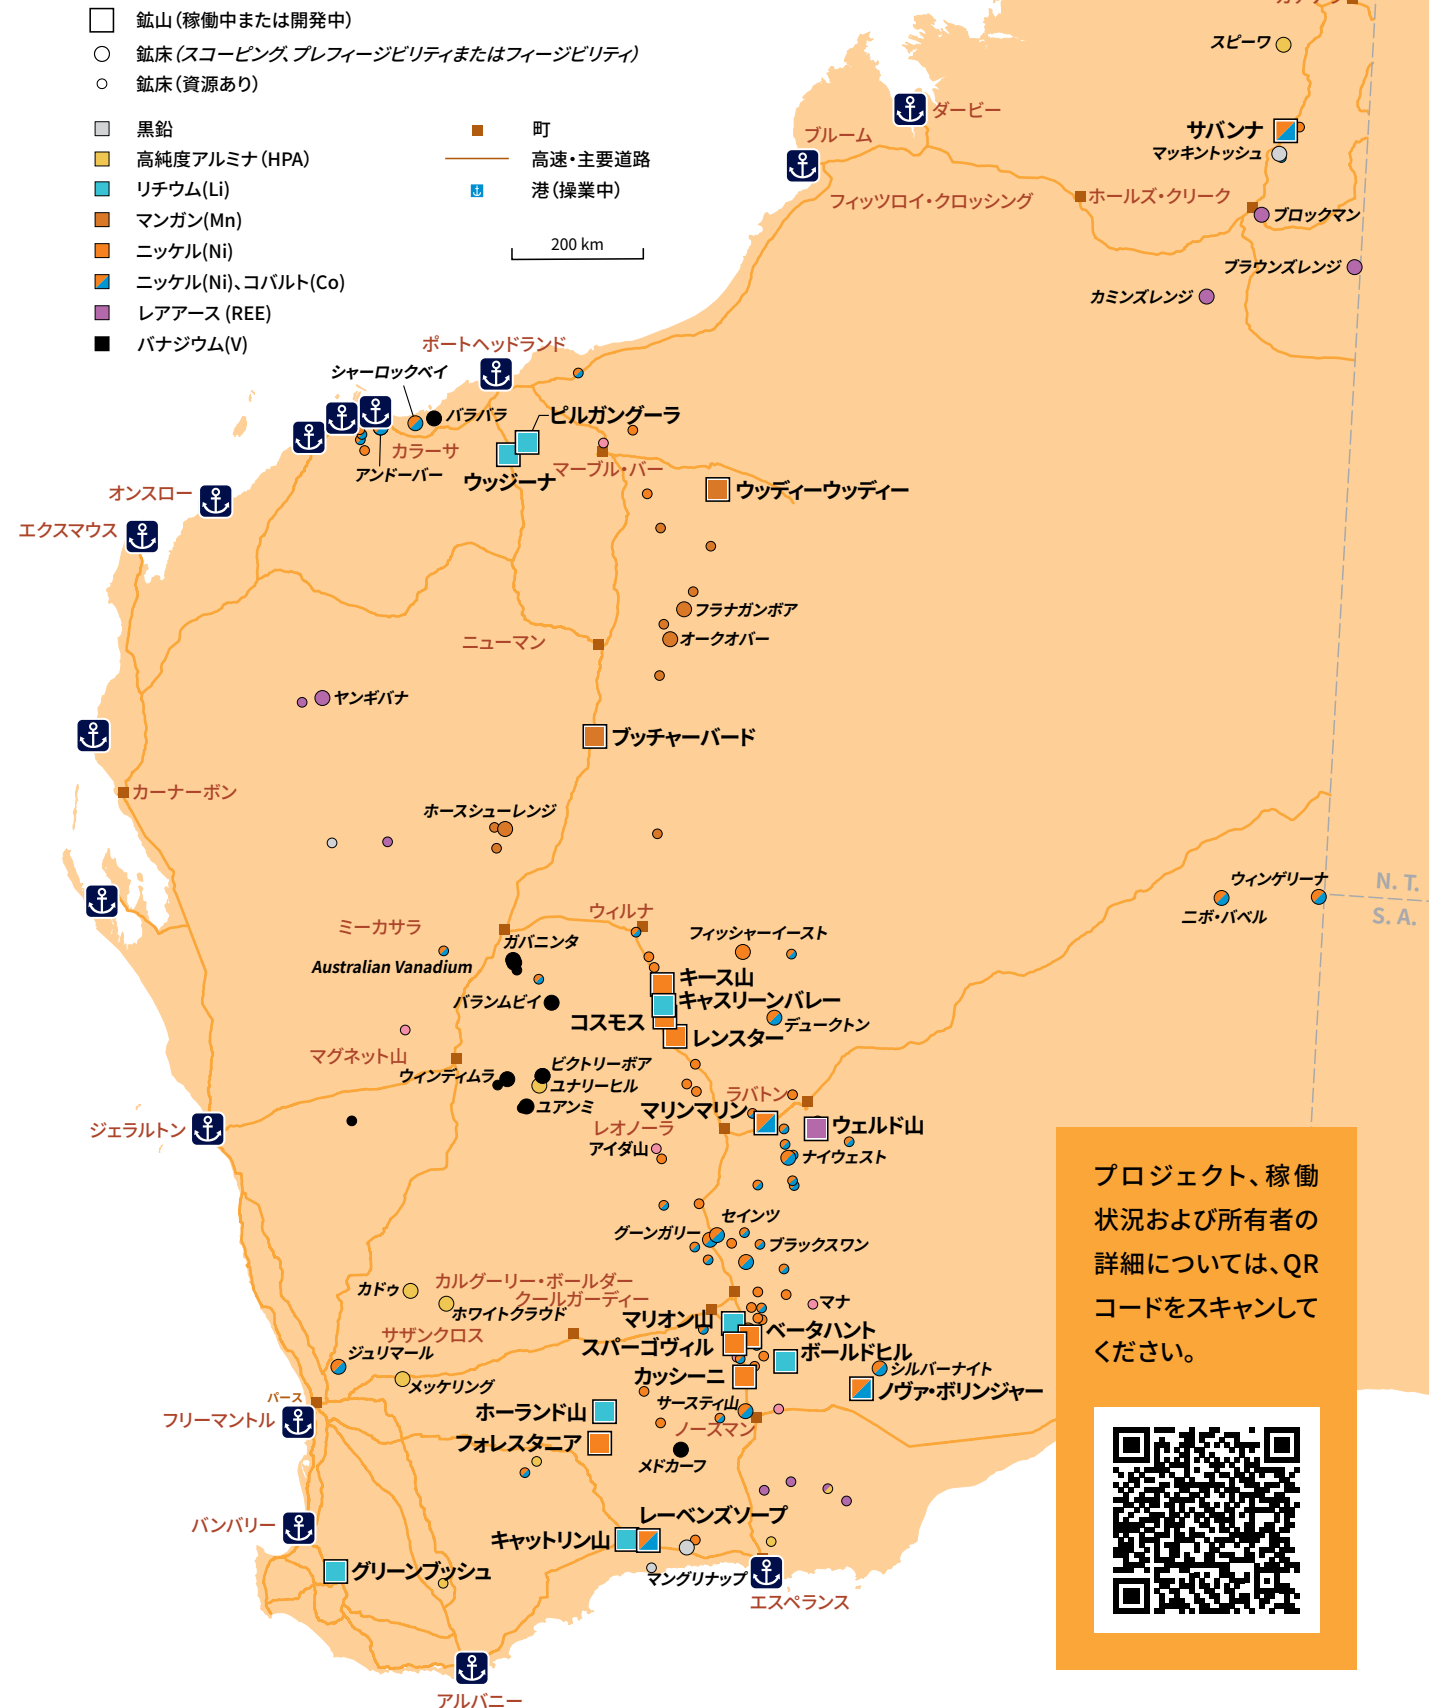 鉱山（稼働中または開発中）
鉱床（スコーピング、プレフィージビリティまたはフィージビリティ）
鉱床（資源あり）
黒鉛
高純度アルミナ（HPA）
リチウム(Li)
マンガン(Mn)
ニッケル(Ni)
ニッケル(Ni)、コバルト(Co)
レアアース (REE)
バナジウム(V)
町
高速・主要道路
港（操業中）
200 km
スピーワ
ダービー
ブルーム
サバンナ
マッキントッシュ
フィッツロイ・クロッシング
ホールズ・クリーク
ブロックマン
ブラウンズレンジ
カミンズレンジ
ポートヘッドランド
シャーロックベイ
バラバラ
ピルガングーラ
カラーサ
アンドーバー
ウッジーナ
マーブル・バー
ウッディーウッディー
オンスロー
エクスマウス
フラナガンボア
オークオバー
ニューマン
ヤンギバナ
ブッチャーバード
カーナーボン
ホースシューレンジ
ウィンゲリーナ
ニボ・バベル
N. T.
S. A.
ミーカサラ
ウィルナ
ガバニンタ
フィッシャーイースト
Australian Vanadium
キース山
キャスリーンバレー
バランムビイ
コスモス
デュークトン
レンスター
マグネット山
ビクトリーボア
ウィンディムラ
ユナリーヒル
ユアンミ
ラバトン
マリンマリン
ウェルド山
レオノーラ
アイダ山
ナイウェスト
ジェラルトン
セインツ
グーンガリー
ブラックスワン
カドゥ
ホワイトクラウド
カルグーリー・ボールダー
クールガーディー
マナ
マリオン山
ベータハント
サザンクロス
スパーゴヴィル
ボールドヒル
ジュリマール
シルバーナイト
カッシーニ
メッケリング
ノヴァ・ボリンジャー
サースティ山
パース
フリーマントル
ホーランド山
ノースマン
フォレスタニア
メドカーフ
バンバリー
レーベンズソープ
キャットリン山
グリーンブッシュ
マングリナップ
エスペランス
アルバニー
プロジェクト、稼働
状況および所有者の
詳細については、QR
コードをスキャンして
ください。